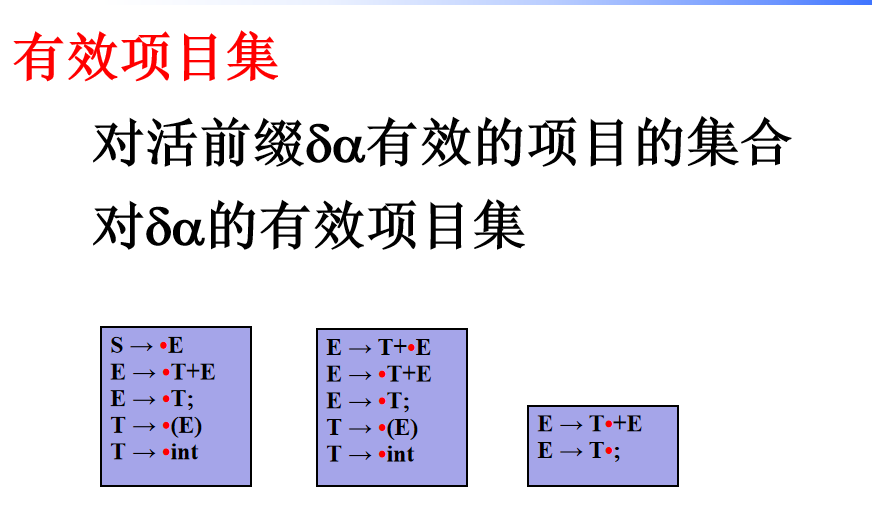 有效项目集
对活前缀δα有效的项目的集合
对δα的有效项目集
S → •E
E → •T+E
E → •T;
T → •(E)
T → •int
E → T+•E
E → •T+E
E → •T;
T → •(E)
T → •int
E → T•+E
E → T•;